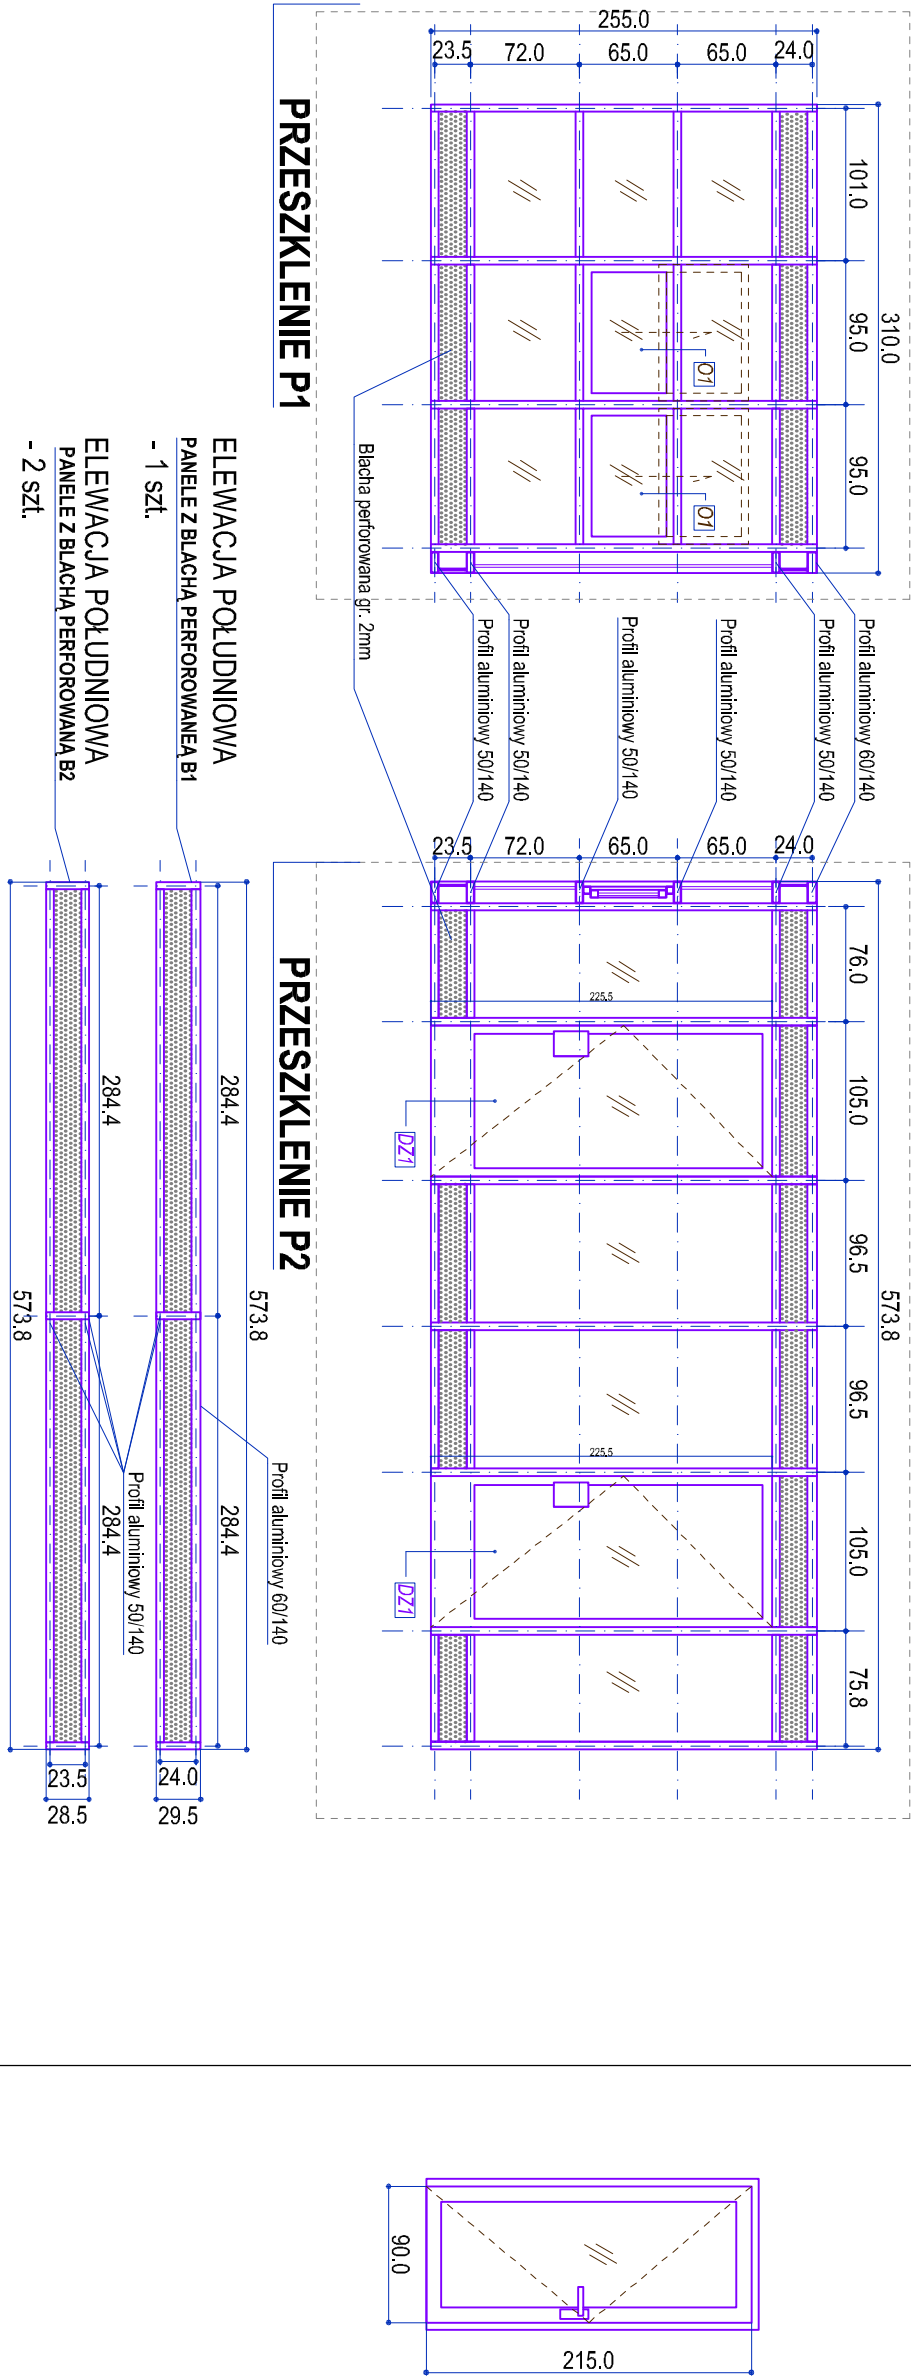 255.0
23.5
72.0
65.0
65.0
24.0
310.0
101.0
95.0
95.0
O1
O1
PRZESZKLENIE P1
Blacha perforowana gr. 2mm
Profil aluminiowy 50/140
Profil aluminiowy 50/140
Profil aluminiowy 50/140
Profil aluminiowy 50/140
Profil aluminiowy 50/140
Profil aluminiowy 60/140
23.5
72.0
65.0
65.0
24.0
573.8
76.0
105.0
96.5
96.5
105.0
75.8
225.5
225.5
DZ1
DZ1
PRZESZKLENIE P2
ELEWACJA POŁUDNIOWA
PANELE Z BLACHĄ PERFOROWANEĄ B1
- 1 szt.
573.8
284.4
284.4
24.0
29.5
Profil aluminiowy 60/140
Profil aluminiowy 50/140
ELEWACJA POŁUDNIOWA
PANELE Z BLACHĄ PERFOROWANĄ B2
- 2 szt.
284.4
284.4
573.8
23.5
28.5
90.0
215.0